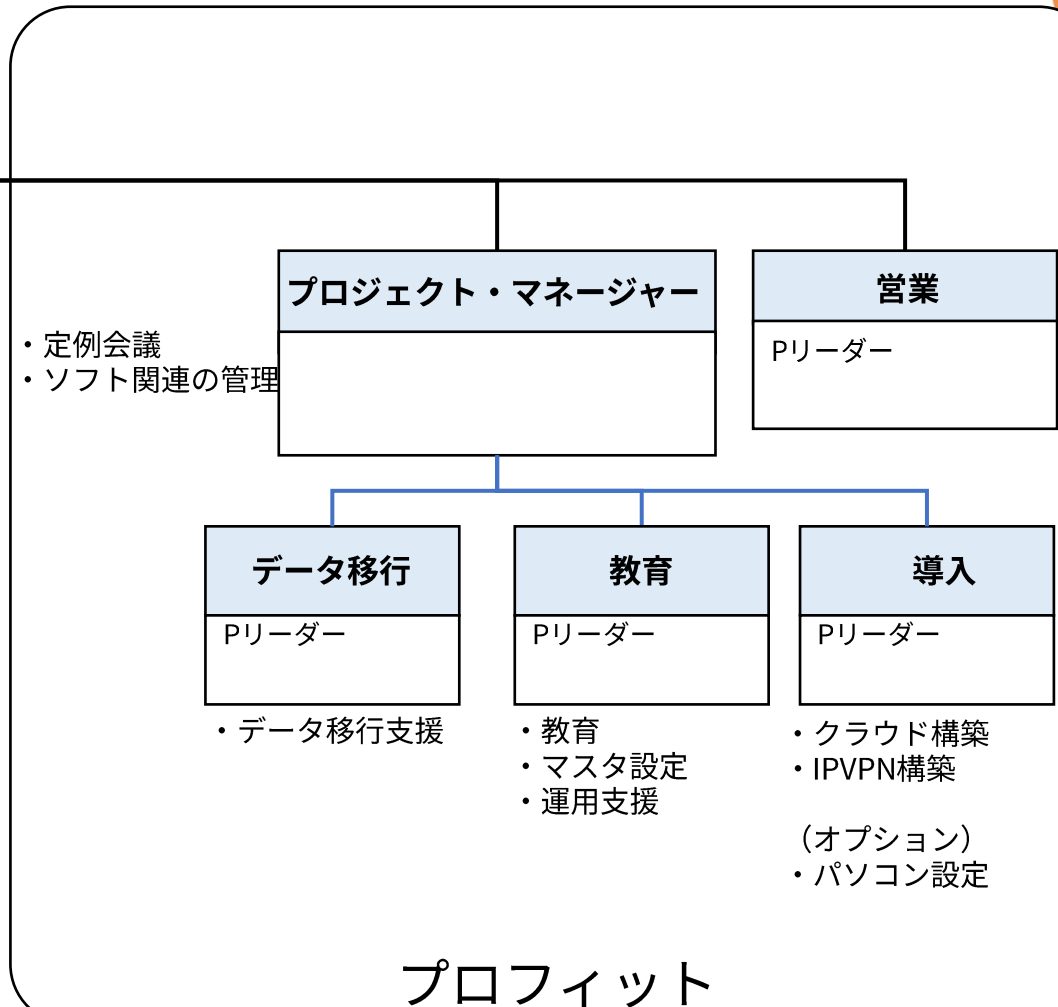 プロジェクト・マネージャー
営業
Pリーダー
・定例会議
・ソフト関連の管理
データ移行
教育
導入
Pリーダー
Pリーダー
Pリーダー
・データ移行支援
・教育
・マスタ設定
・運用支援
・クラウド構築
・IPVPN構築
（オプション）
・パソコン設定
プロフィット